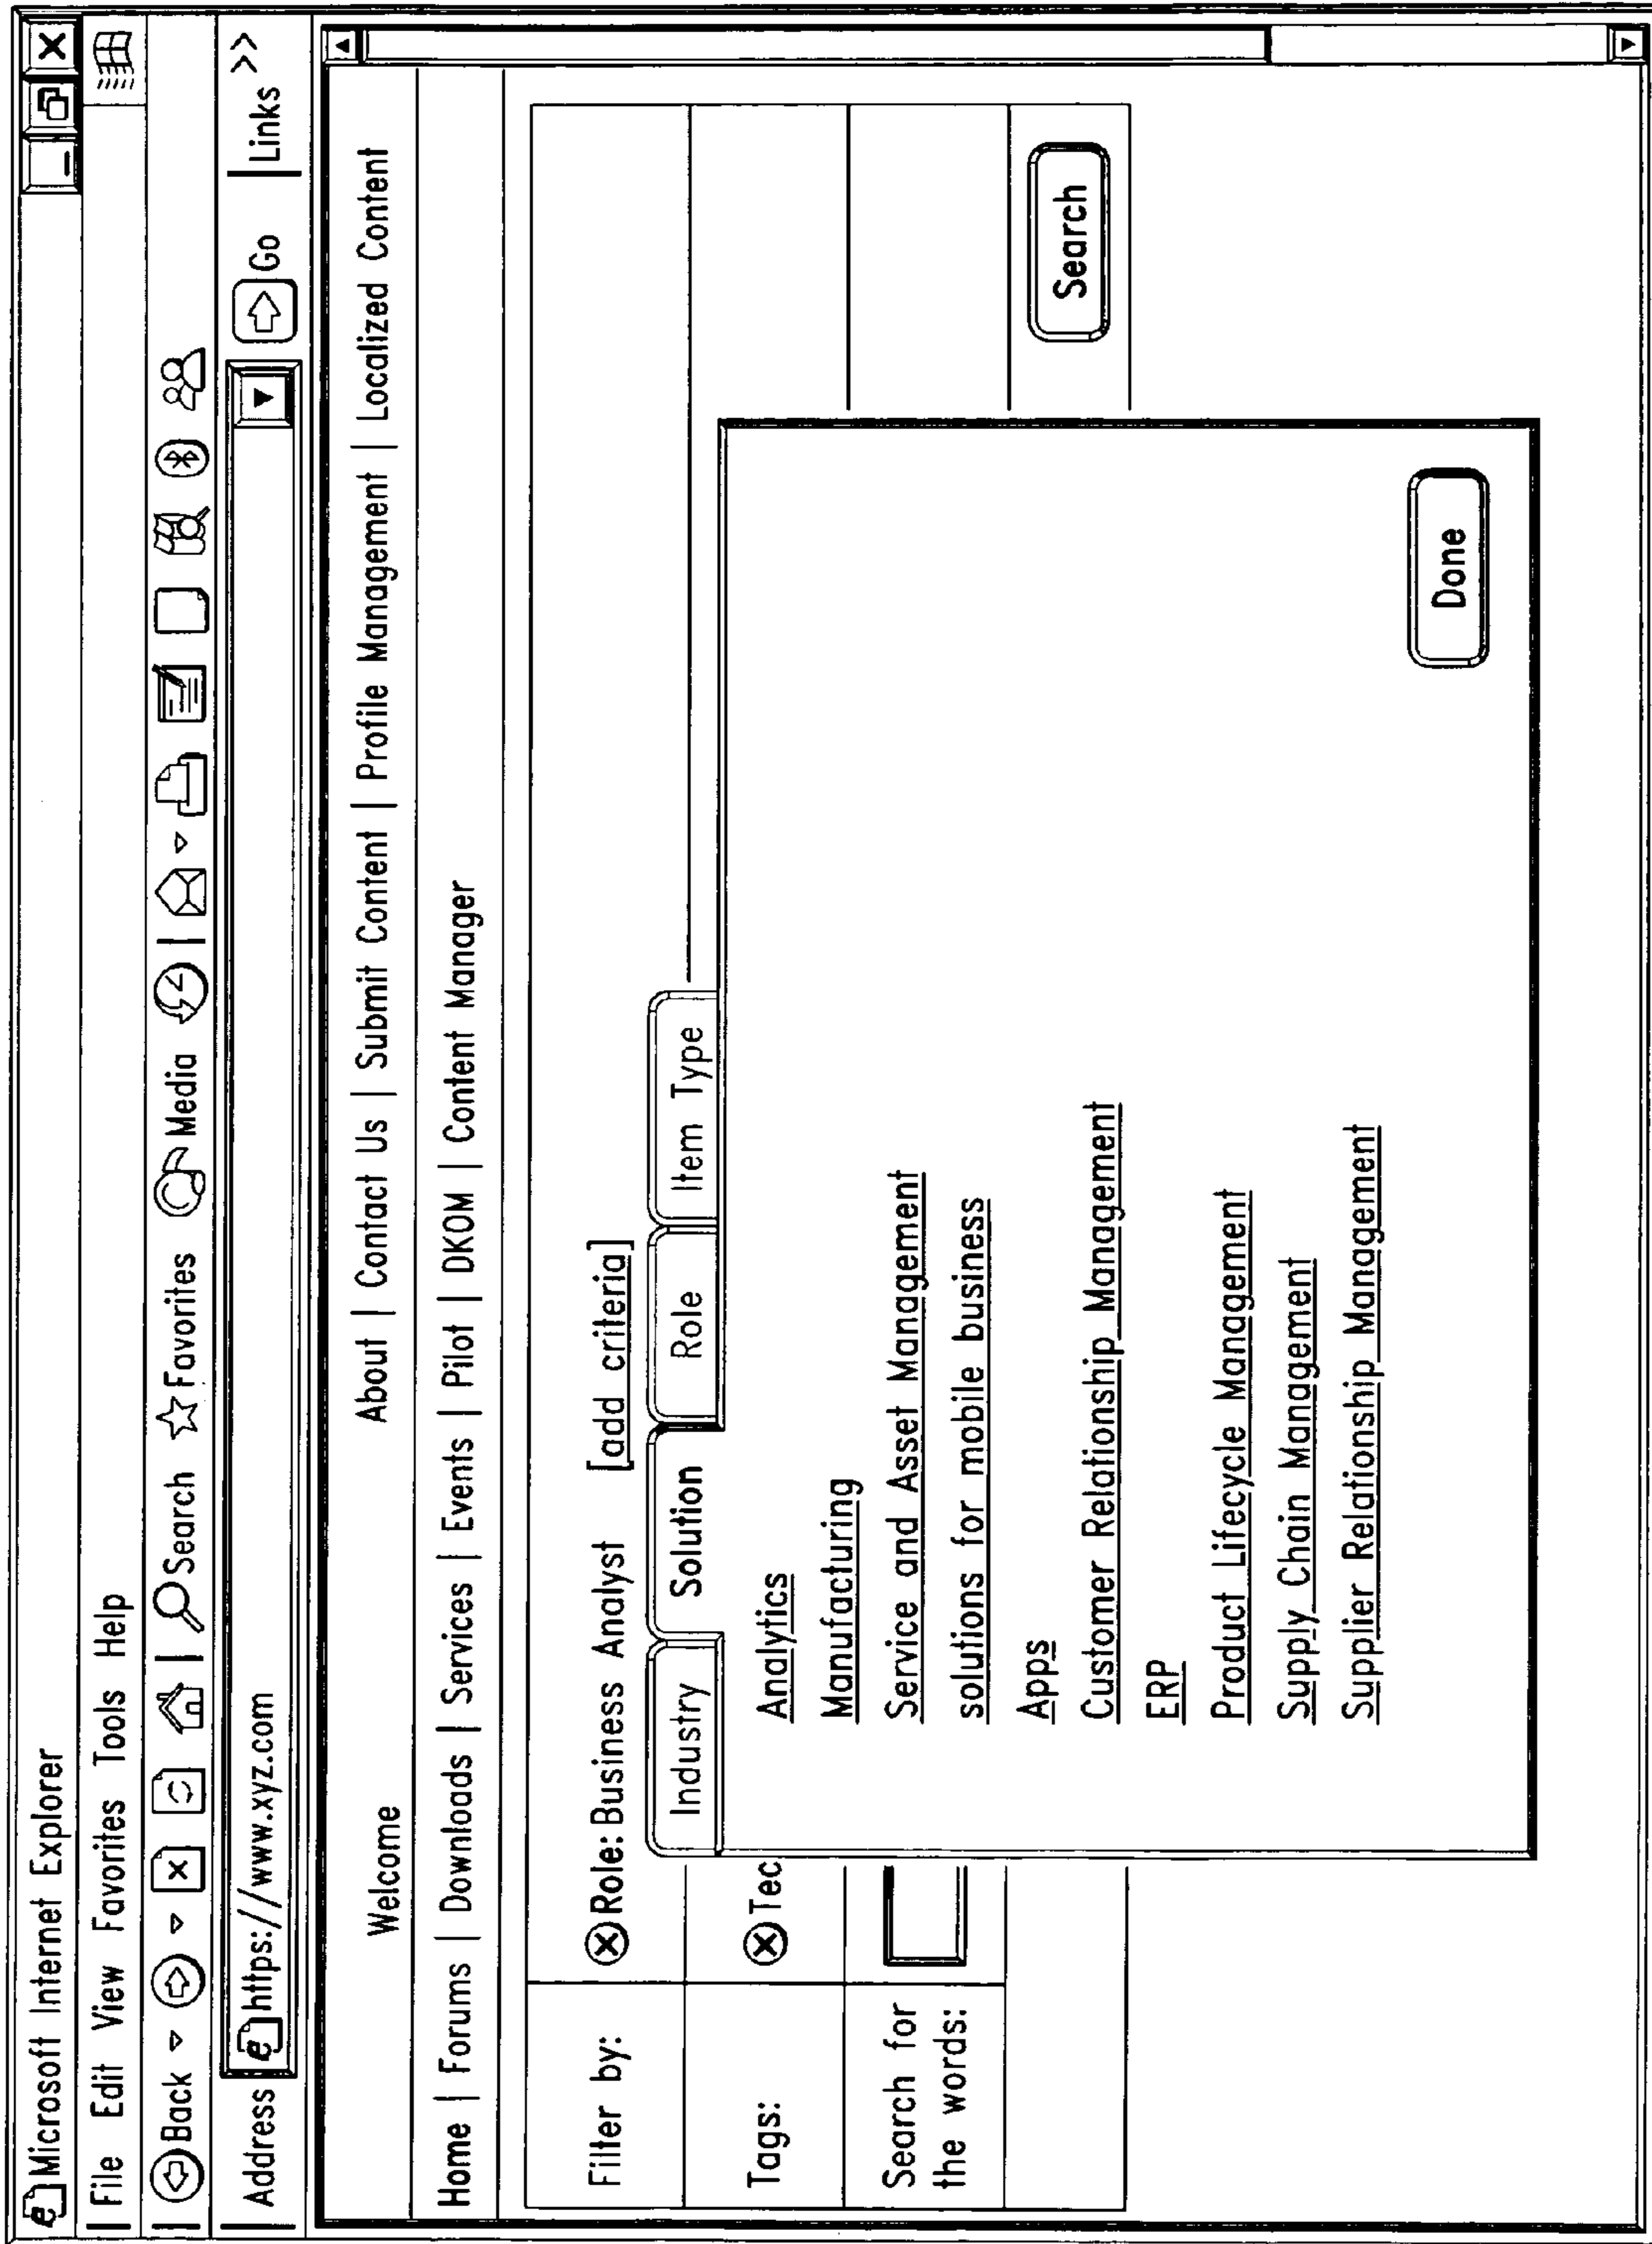 Microsoft Internet Explorer
File Edit View Favorites Tools Help
Back Search Favorites Media
Address https://www.xyz.com Go Links >>
Welcome About | Contact Us | Submit Content | Profile Management | Localized Content
Home | Forums | Downloads | Services | Events | Pilot | DKOM | Content Manager
Filter by: Role: Business Analyst [add criteria]
Industry Solution Role Item Type
Tags: Tec
Analytics
Manufacturing
Search for
the words:
Service and Asset Management
solutions for mobile business
Apps
Search
Customer Relationship Management
ERP
Product Lifecycle Management
Supply Chain Management
Supplier Relationship Management
Done